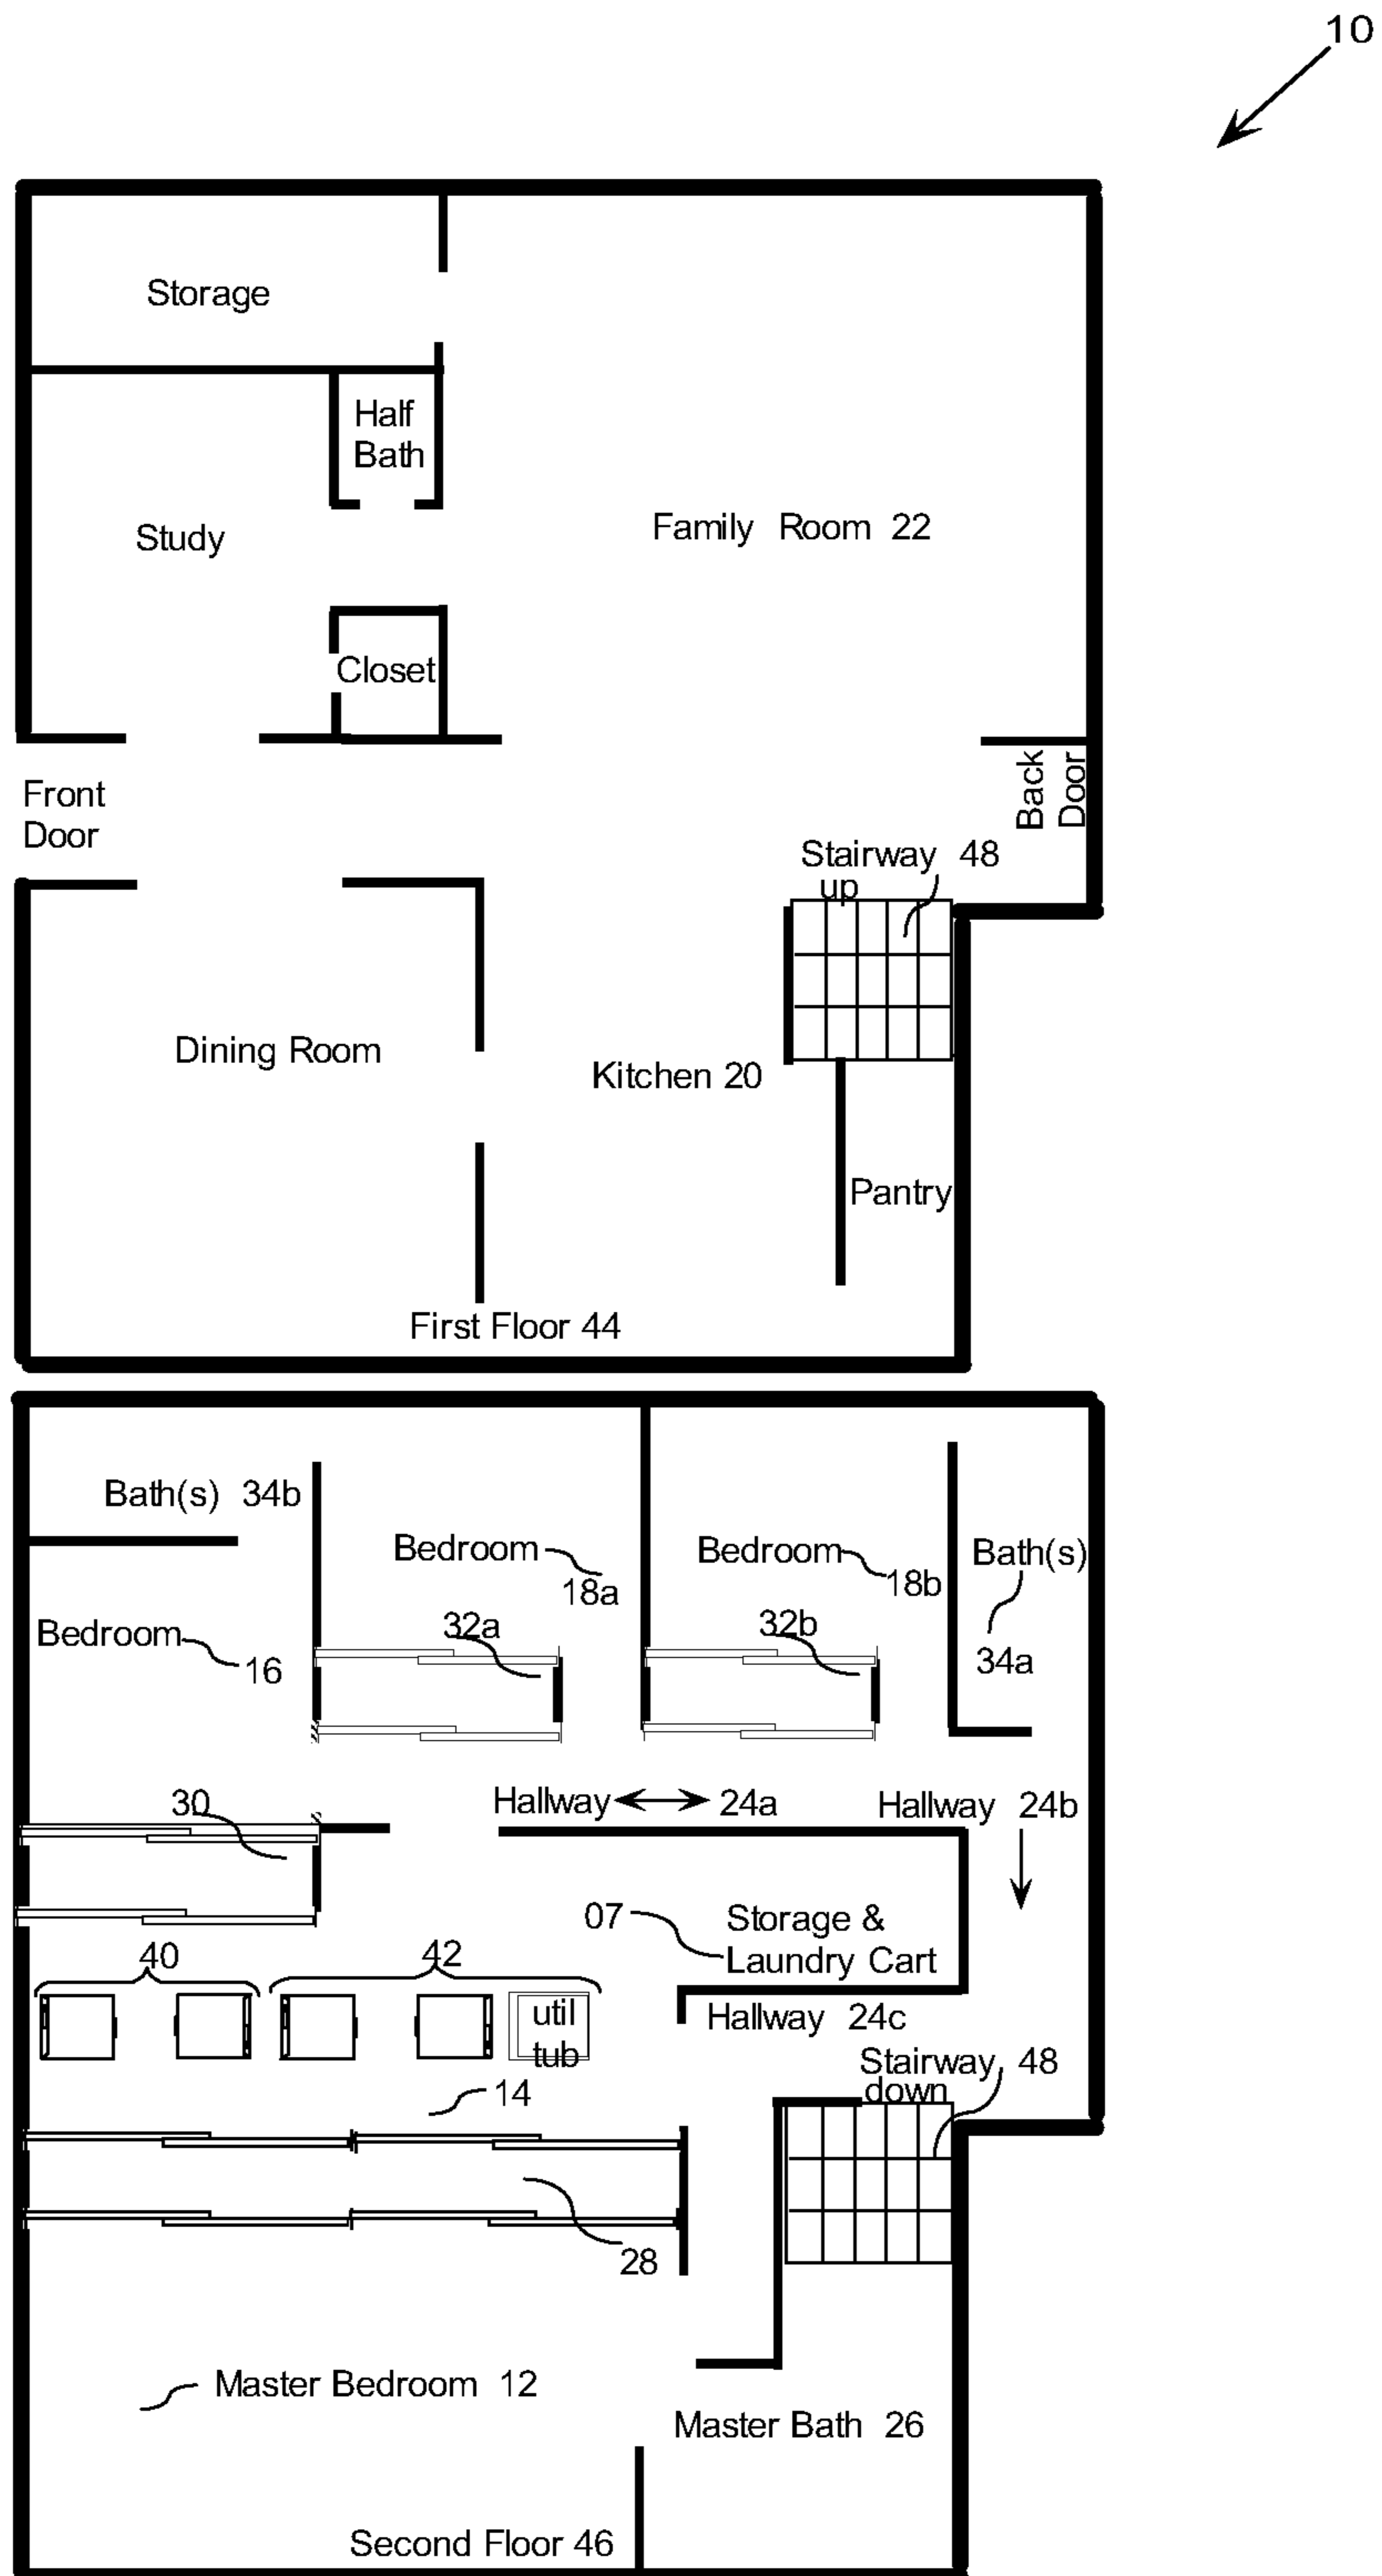 10
Storage
Half
Bath
Study
Family Room 22
Closet
Front
Door
Back
Door
Stairway 48
up
Dining Room
Kitchen 20
Pantry
First Floor 44
Bath(s) 34b
Bedroom
18a
Bedroom
18b
Bath(s)
34a
Bedroom
16
32a
32b
30
Hallway 24a
Hallway 24b
07
Storage &
Laundry Cart
40
42
util
tub
Hallway 24c
Stairway 48
down
14
28
Master Bedroom 12
Master Bath 26
Second Floor 46